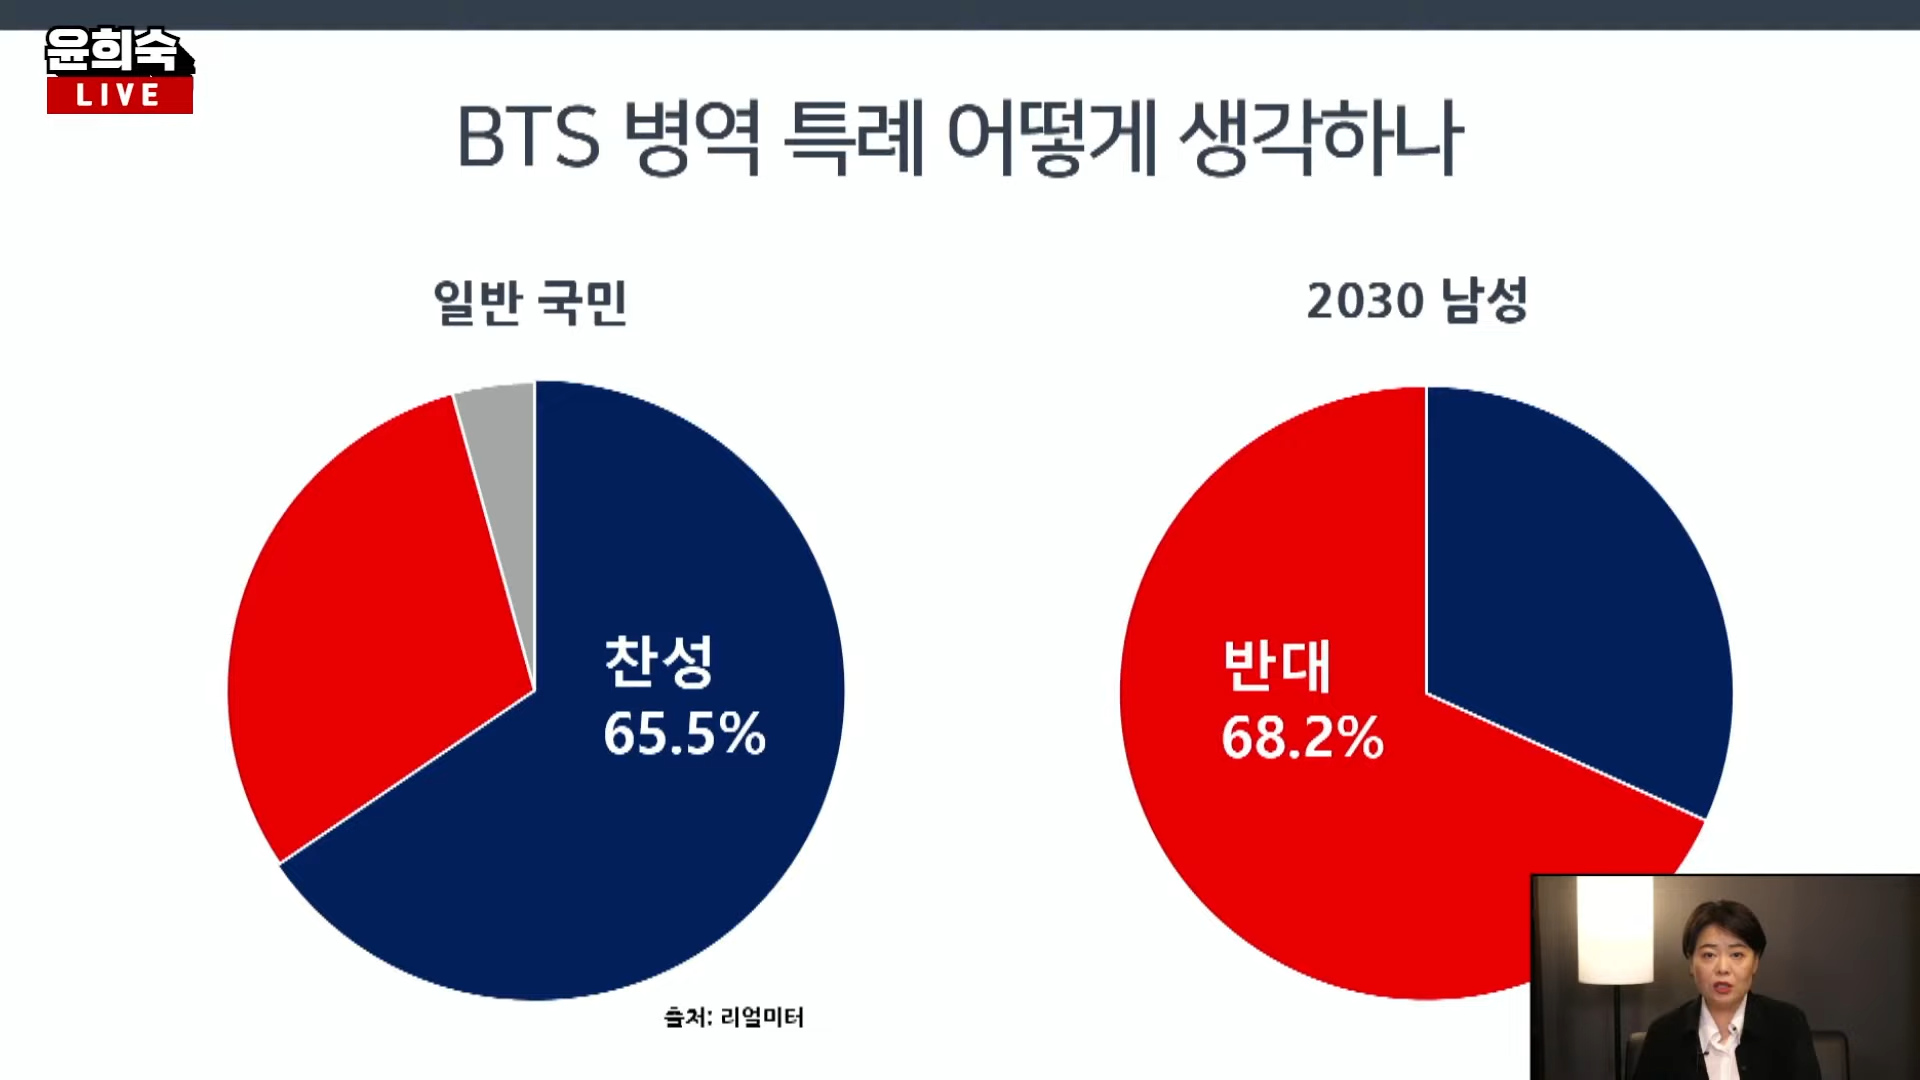 윤희숙
LIVE
BTS 병역 특례 어떻게 생각하나
일반 국민
2030 남성
찬성
65.5%
반대
68.2%
출처: 리얼미터